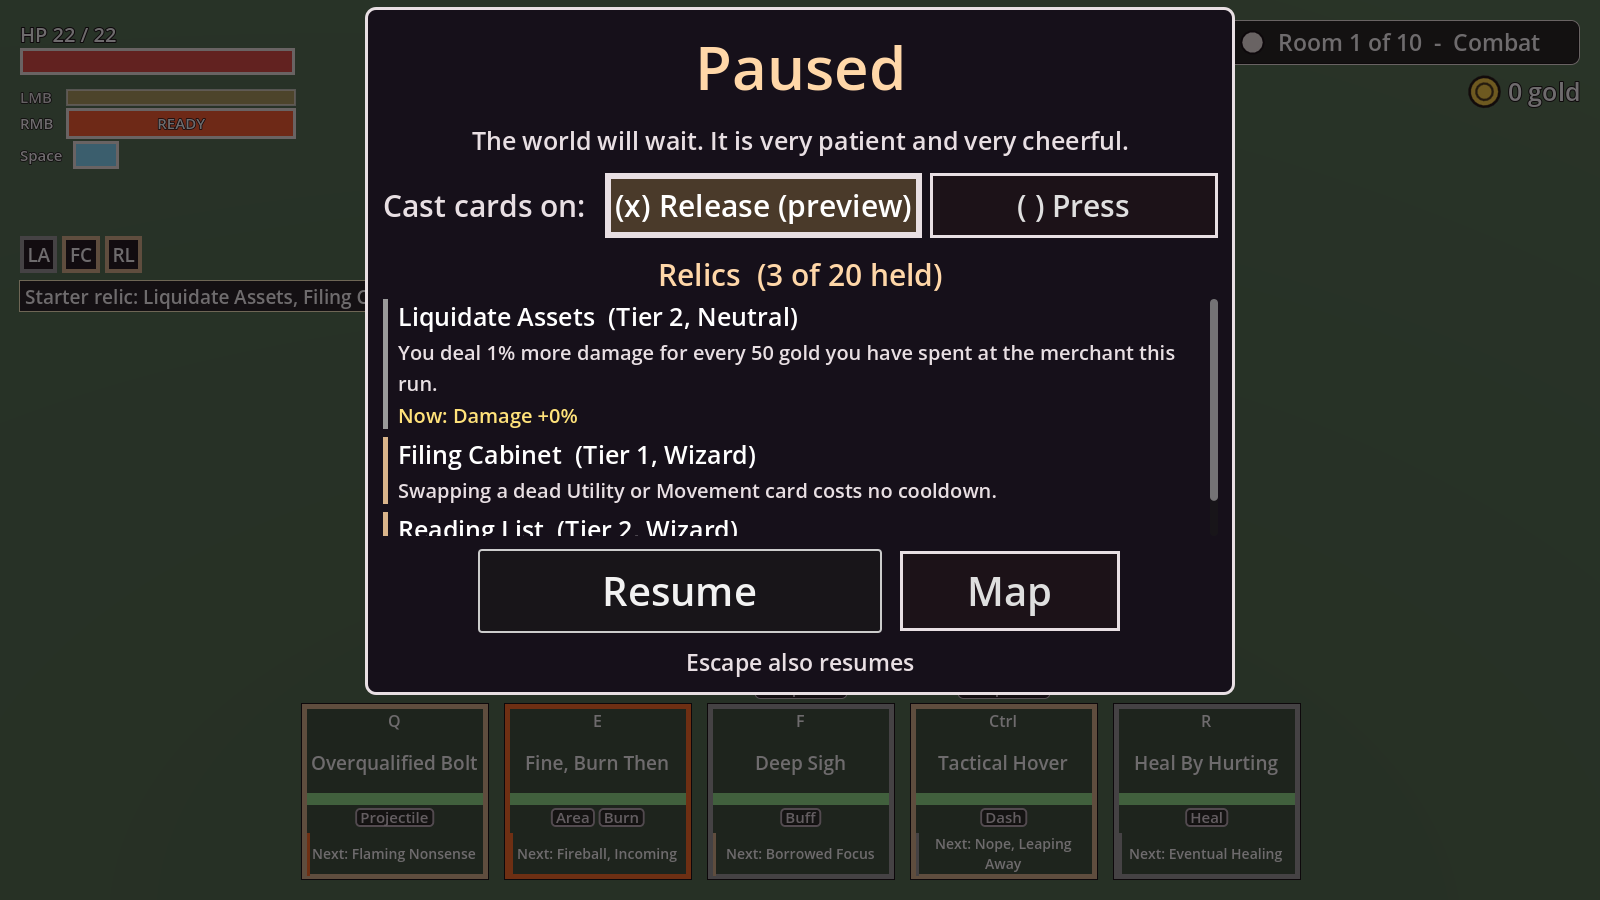 HP 22 / 22
LMB
RMB READY
Space
LA FC RL
Starter relic: Liquidate Assets, Filing
Room 1 of 10 - Combat
0 gold
Paused
The world will wait. It is very patient and very cheerful.
Cast cards on: (x) Release (preview) ( ) Press
Relics (3 of 20 held)
Liquidate Assets (Tier 2, Neutral)
You deal 1% more damage for every 50 gold you have spent at the merchant this
run.
Now: Damage +0%
Filing Cabinet (Tier 1, Wizard)
Swapping a dead Utility or Movement card costs no cooldown.
Reading List (Tier 2, Wizard)
Resume Map
Escape also resumes
Q
Overqualified Bolt
Projectile
Next: Flaming Nonsense
E
Fine, Burn Then
Area Burn
Next: Fireball, Incoming
F
Deep Sigh
Buff
Next: Borrowed Focus
Ctrl
Tactical Hover
Dash
Next: Nope, Leaping
Away
R
Heal By Hurting
Heal
Next: Eventual Healing